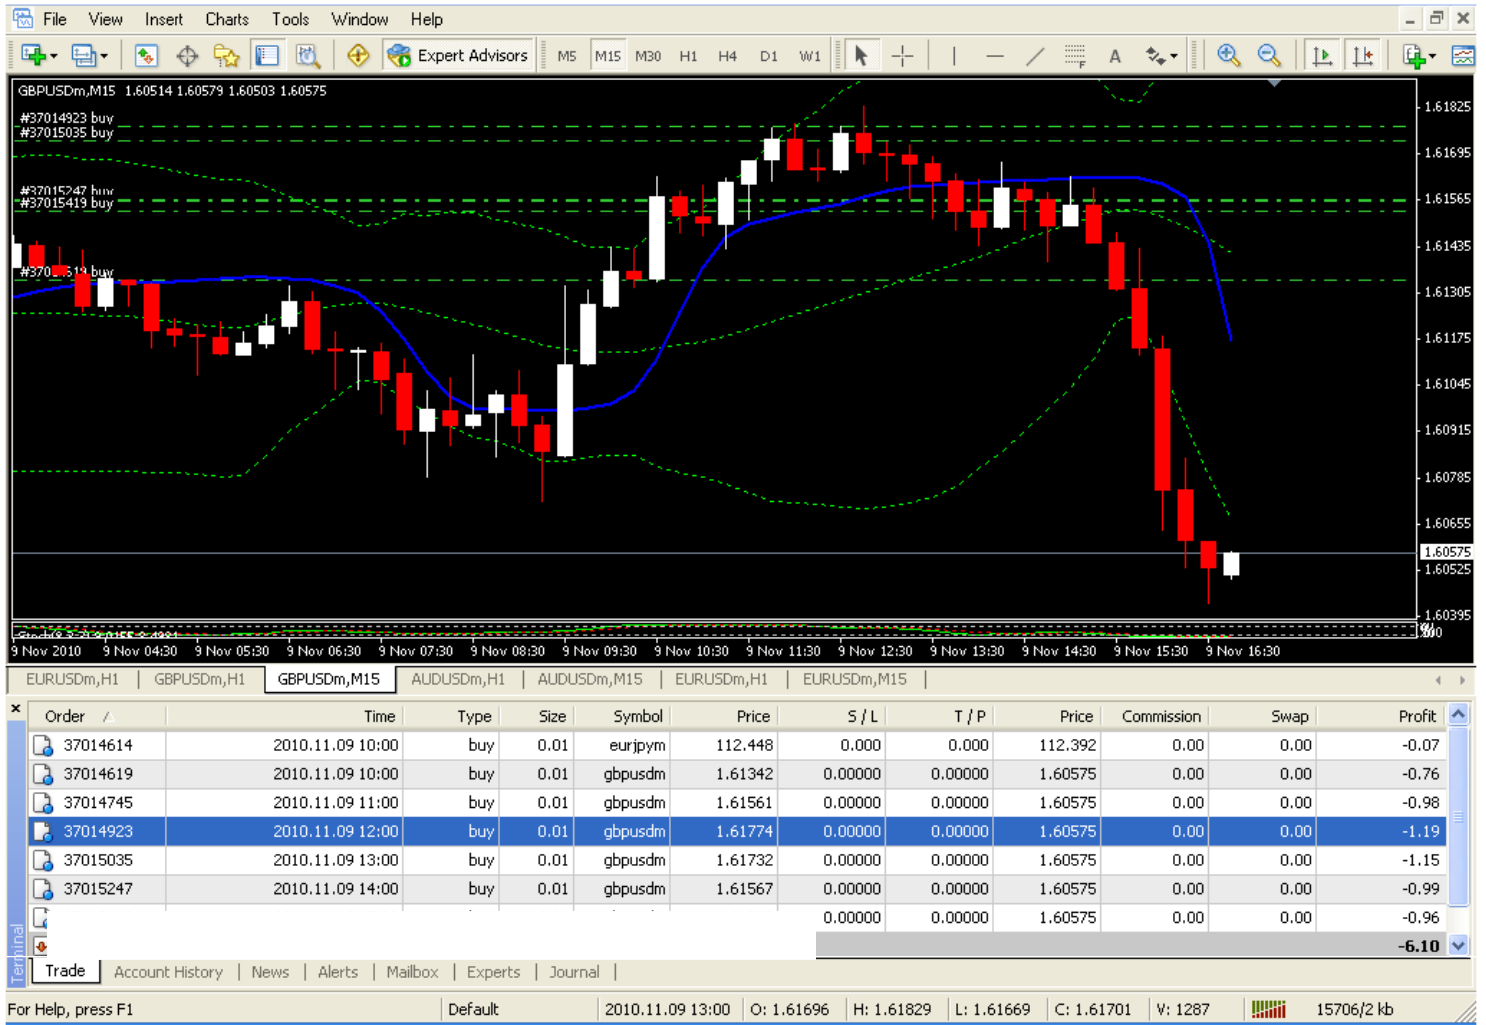 File View Insert Charts Tools Window Help
Expert Advisors M5 M15 M30 H1 H4 D1 W1 A F
GBPUSDm,M15 1.60514 1.60579 1.60503 1.60575
#37014923 buy
#37015035 buy
#37015247 buy
#37015419 buy
buy
1.61825
1.61695
1.61565
1.61435
1.61305
1.61175
1.61045
1.60915
1.60785
1.60655
1.60575
1.60525
1.60395
9 Nov 2010 9 Nov 04:30 9 Nov 05:30 9 Nov 06:30 9 Nov 07:30 9 Nov 08:30 9 Nov 09:30 9 Nov 10:30 9 Nov 11:30 9 Nov 12:30 9 Nov 13:30 9 Nov 14:30 9 Nov 15:30 9 Nov 16:30
EURUSDm,H1 GBPUSDm,H1 GBPUSDm,M15 AUDUSDm,H1 AUDUSDm,M15 EURUSDm,H1 EURUSDm,M15
Order Time Type Size Symbol Price S / L T / P Price Commission Swap Profit
37014614 2010.11.09 10:00 buy 0.01 eurjpym 112.448 0.000 0.000 112.392 0.00 0.00 -0.07
37014619 2010.11.09 10:00 buy 0.01 gbpusdm 1.61342 0.00000 0.00000 1.60575 0.00 0.00 -0.76
37014745 2010.11.09 11:00 buy 0.01 gbpusdm 1.61561 0.00000 0.00000 1.60575 0.00 0.00 -0.98
37014923 2010.11.09 12:00 buy 0.01 gbpusdm 1.61774 0.00000 0.00000 1.60575 0.00 0.00 -1.19
37015035 2010.11.09 13:00 buy 0.01 gbpusdm 1.61732 0.00000 0.00000 1.60575 0.00 0.00 -1.15
37015247 2010.11.09 14:00 buy 0.01 gbpusdm 1.61567 0.00000 0.00000 1.60575 0.00 0.00 -0.99
0.00000 0.00000 1.60575 0.00 0.00 -0.96
-6.10
Terminal
Trade Account History News Alerts Mailbox Experts Journal
For Help, press F1 Default 2010.11.09 13:00 O: 1.61696 H: 1.61829 L: 1.61669 C: 1.61701 V: 1287 15706/2 kb